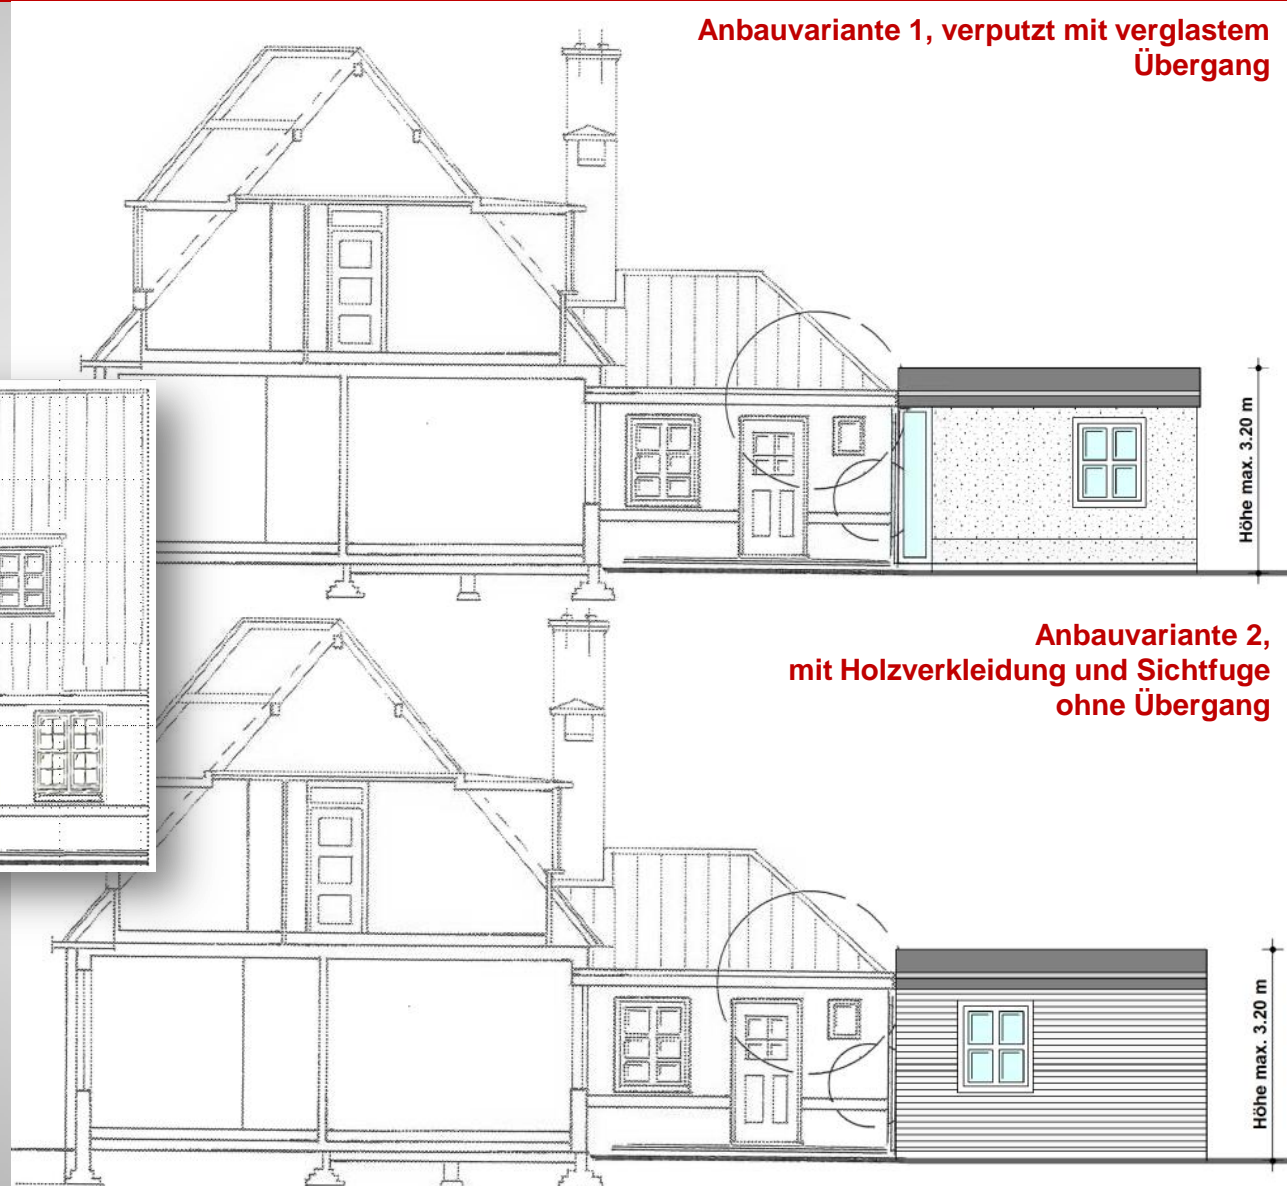 Anbauvariante 1, verputzt mit verglastem
Übergang
Höhe max. 3.20 m
Anbauvariante 2,
mit Holzverkleidung und Sichtfuge
ohne Übergang
Höhe max. 3.20 m